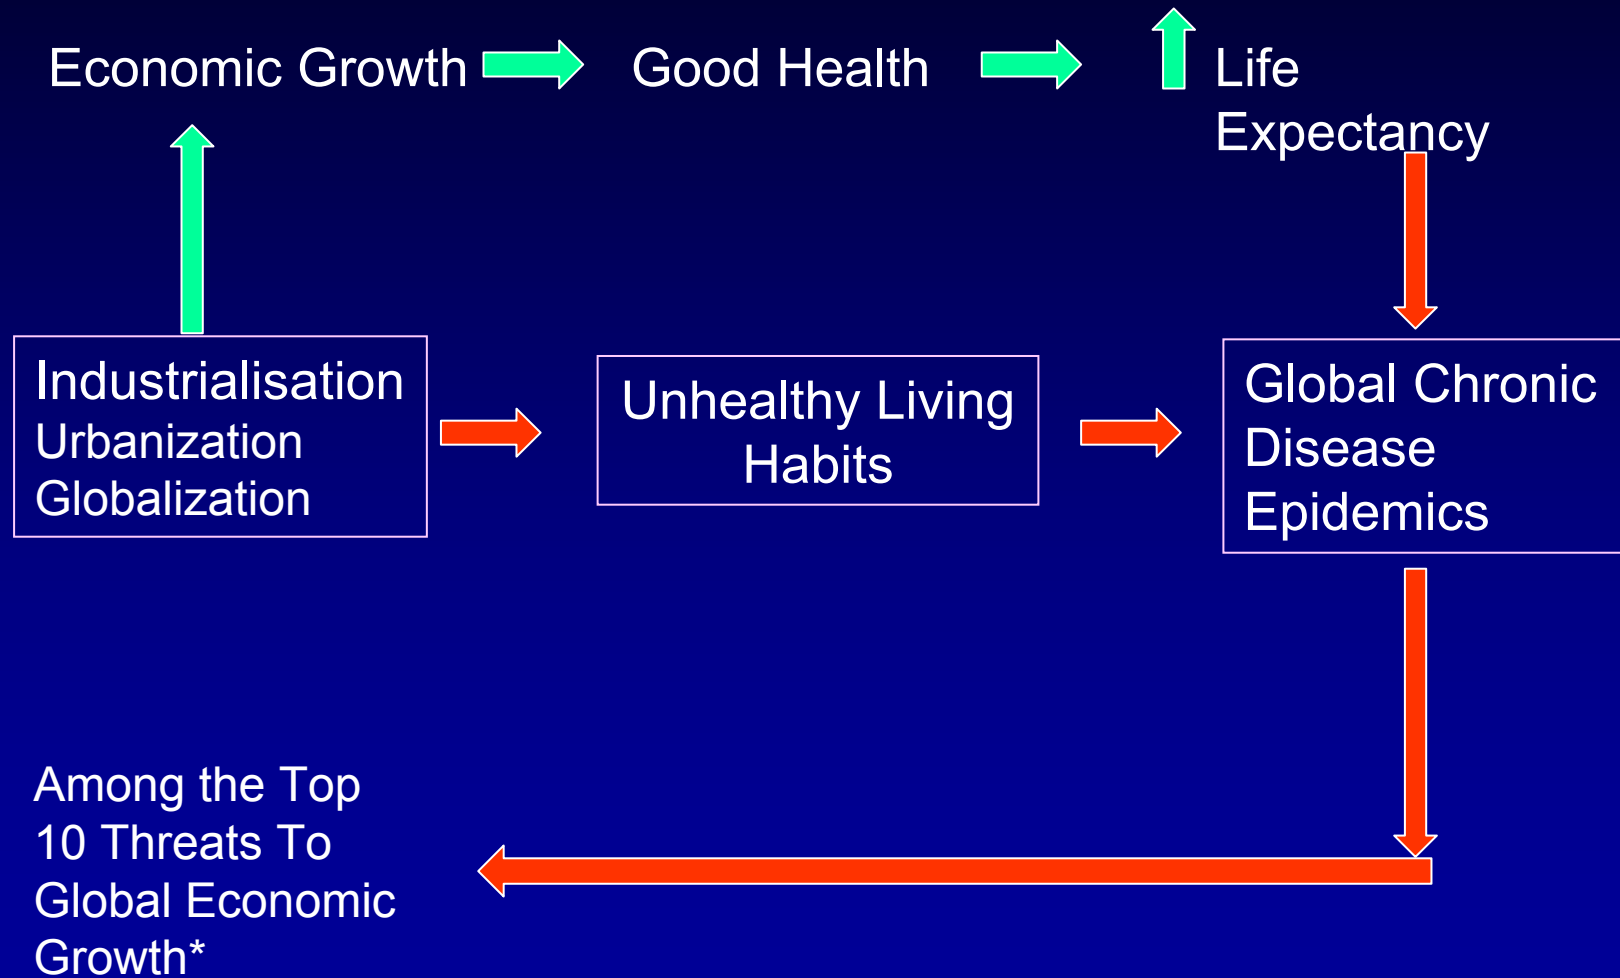 Economic Growth
Good Health
Life
Expectancy
Industrialisation
Urbanization
Globalization
Unhealthy Living
Habits
Global Chronic
Disease
Epidemics
Among the Top
10 Threats To
Global Economic
Growth*